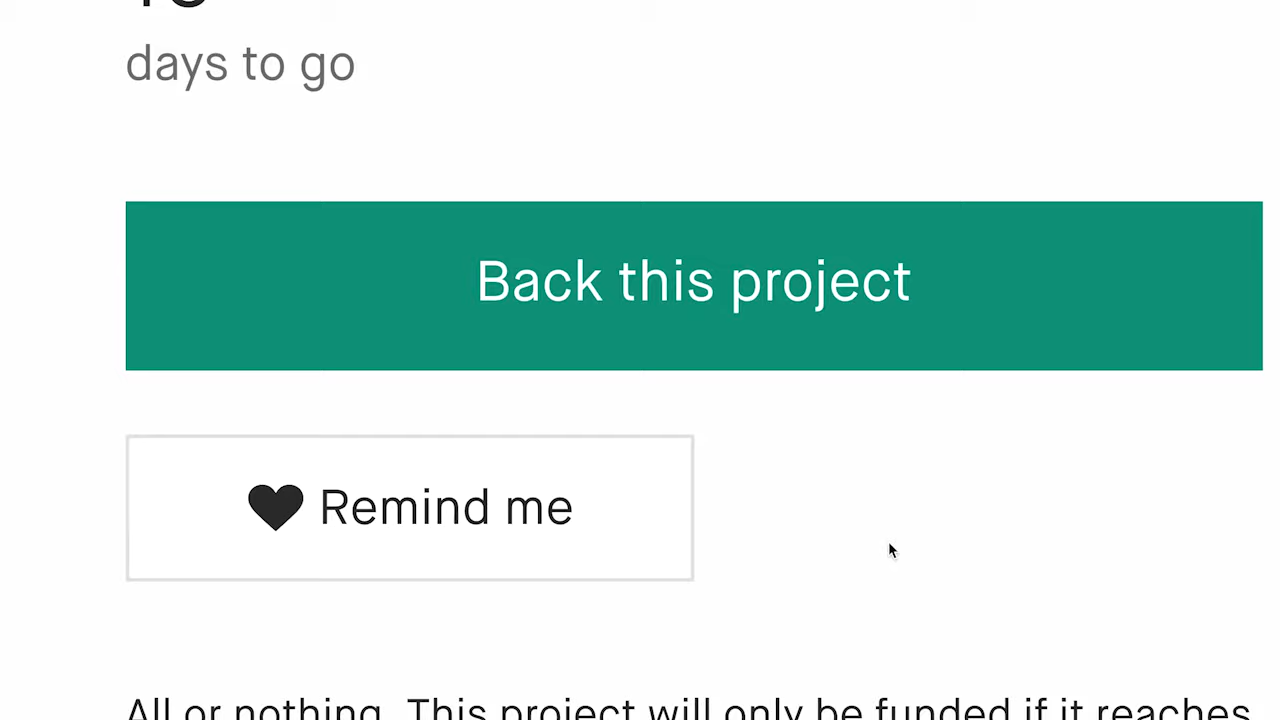 days to go
Back this project
Remind me
All or nothing. This project will only be funded if it reaches